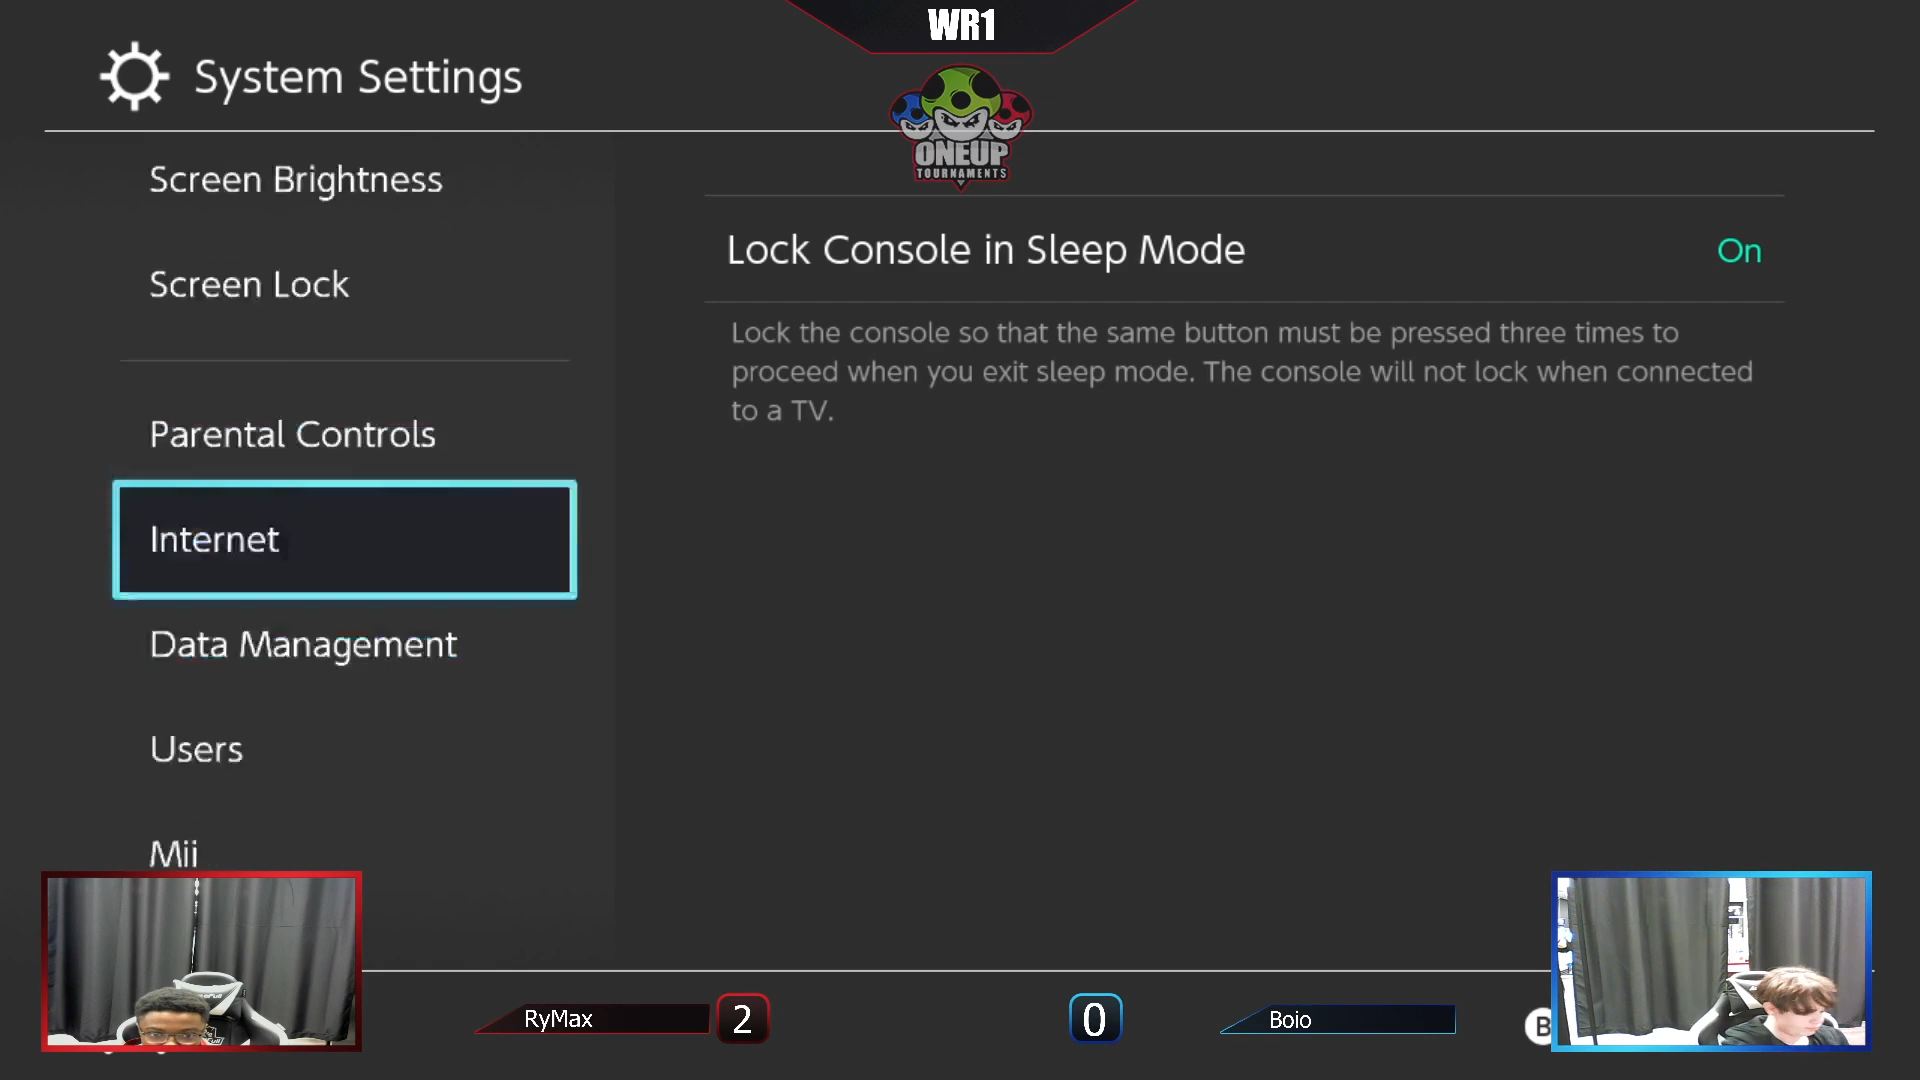 WR1
System Settings
ONEUP
TOURNAMENTS
Screen Brightness
Screen Lock
Parental Controls
Internet
Data Management
Users
Mii
Lock Console in Sleep Mode
On
Lock the console so that the same button must be pressed three times to
proceed when you exit sleep mode. The console will not lock when connected
to a TV.
RyMax
2
0
Boio
B